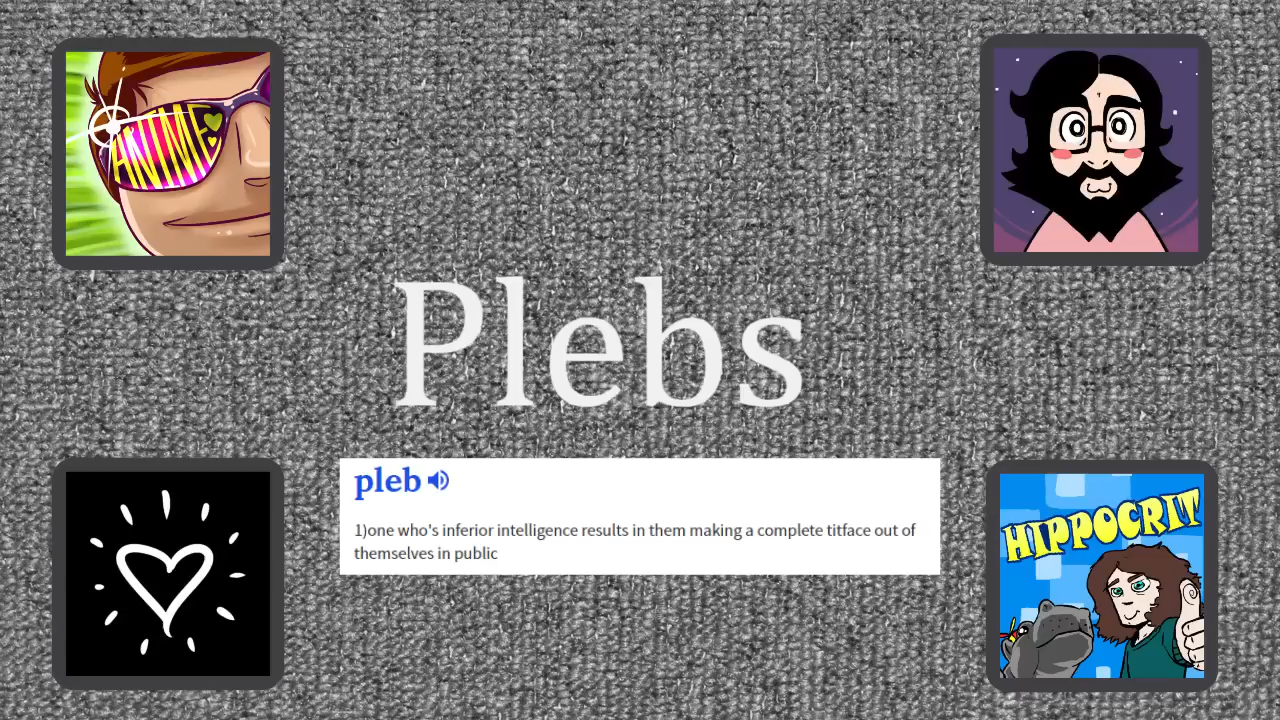 ANIME
Plebs
pleb
1)one who's inferior intelligence results in them making a complete titface out of
themselves in public
HIPPOCRIT